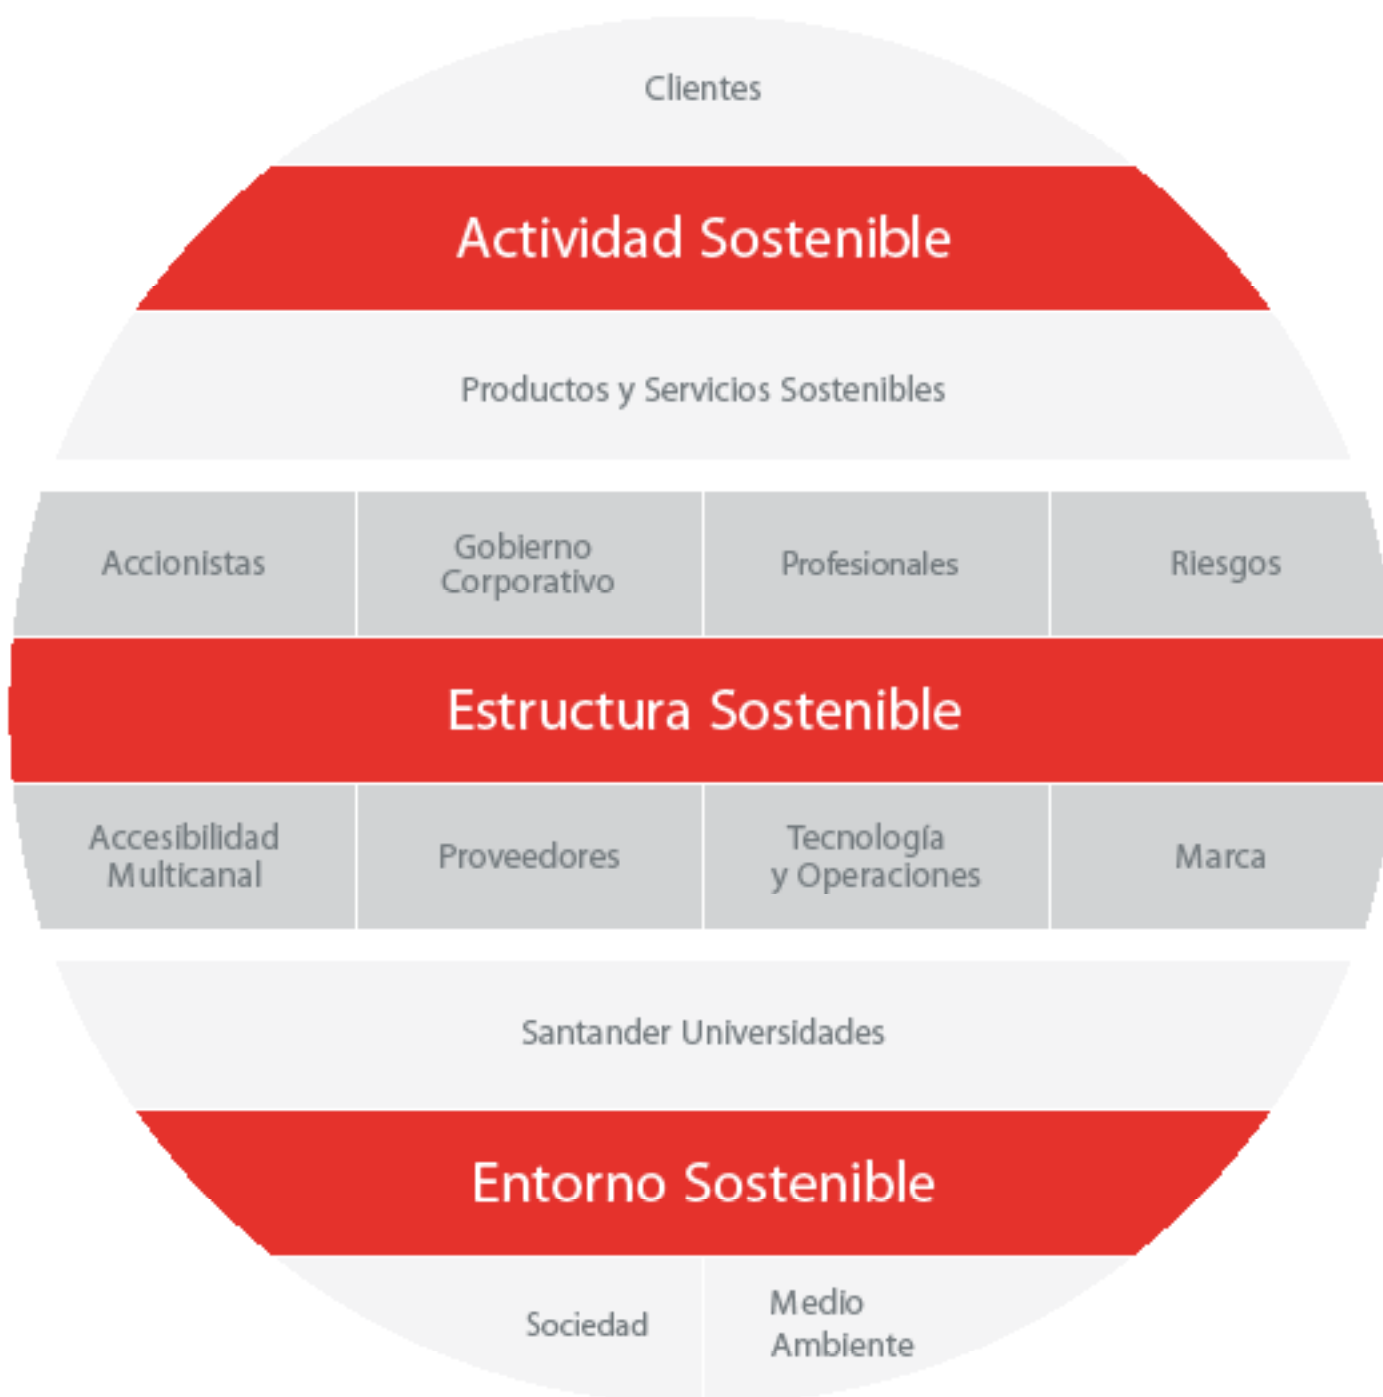 Clientes
Actividad Sostenible
Productos y Servicios Sostenibles
Accionistas
Gobierno
Corporativo
Profesionales
Riesgos
Estructura Sostenible
Accesibilidad
Multicanal
Proveedores
Tecnología
y Operaciones
Marca
Santander Universidades
Entorno Sostenible
Sociedad
Medio
Ambiente